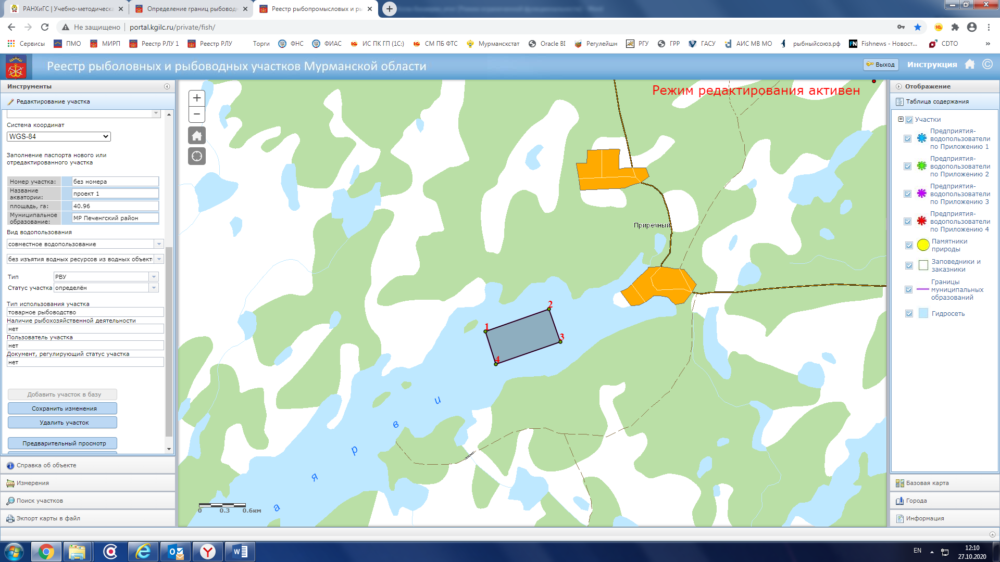 РАНХиГС | Учебно-методическа
Определение границ рыбовод
Реестр рыбопромысловых и ры
Не защищено
portal.kgilc.ru/private/fish/
Сервисы
ПМО
МИРП
Реестр РЛУ 1
Реестр РЛУ
Торги
ФНС
ФИАС
ИС ПК ГП (1С:)
СМ ПБ ФТС
Мурманскстат
Oracle BI
Регулейшн
РГУ
ГРР
ГАСУ
АИС МВ МО
рыбныйсоюз.рф
Fishnews - Новост...
CDTO
»
Реестр рыболовных и рыбоводных участков Мурманской области
Выход
Инструкция
Инструменты
Редактирование участка
Система координат
WGS-84
Заполнение паспорта нового или
отредактированного участка
Номер участка: без номера
Название
акватории: проект 1
площадь, га: 40.96
Муниципальное
образование: МР Печенгский район
Вид водопользования
совместное водопользование
без изъятия водных ресурсов из водных объект
Тип РВУ
Статус участка определён
Тип использования участка
товарное рыбоводство
Наличие рыбохозяйственной деятельности
нет
Пользователь участка
нет
Документ, регулирующий статус участка
нет
Добавить участок в базу
Сохранить изменения
Удалить участок
Предварительный просмотр
Справка об объекте
Измерения
Поиск участков
Экспорт карты в файл
+
−
Режим редактирования активен
Приречный
1
2
3
4
и
в
р
я
а
0 0.3 0.6км
Отображение
Таблица содержания
Участки
Предприятия-
водопользователи
по Приложению 1
Предприятия-
водопользователи
по Приложению 2
Предприятия-
водопользователи
по Приложению 3
Предприятия-
водопользователи
по Приложению 4
Памятники
природы
Заповедники и
заказники
Границы
муниципальных
образований
Гидросеть
Базовая карта
Города
Информация
EN
12:10
27.10.2020